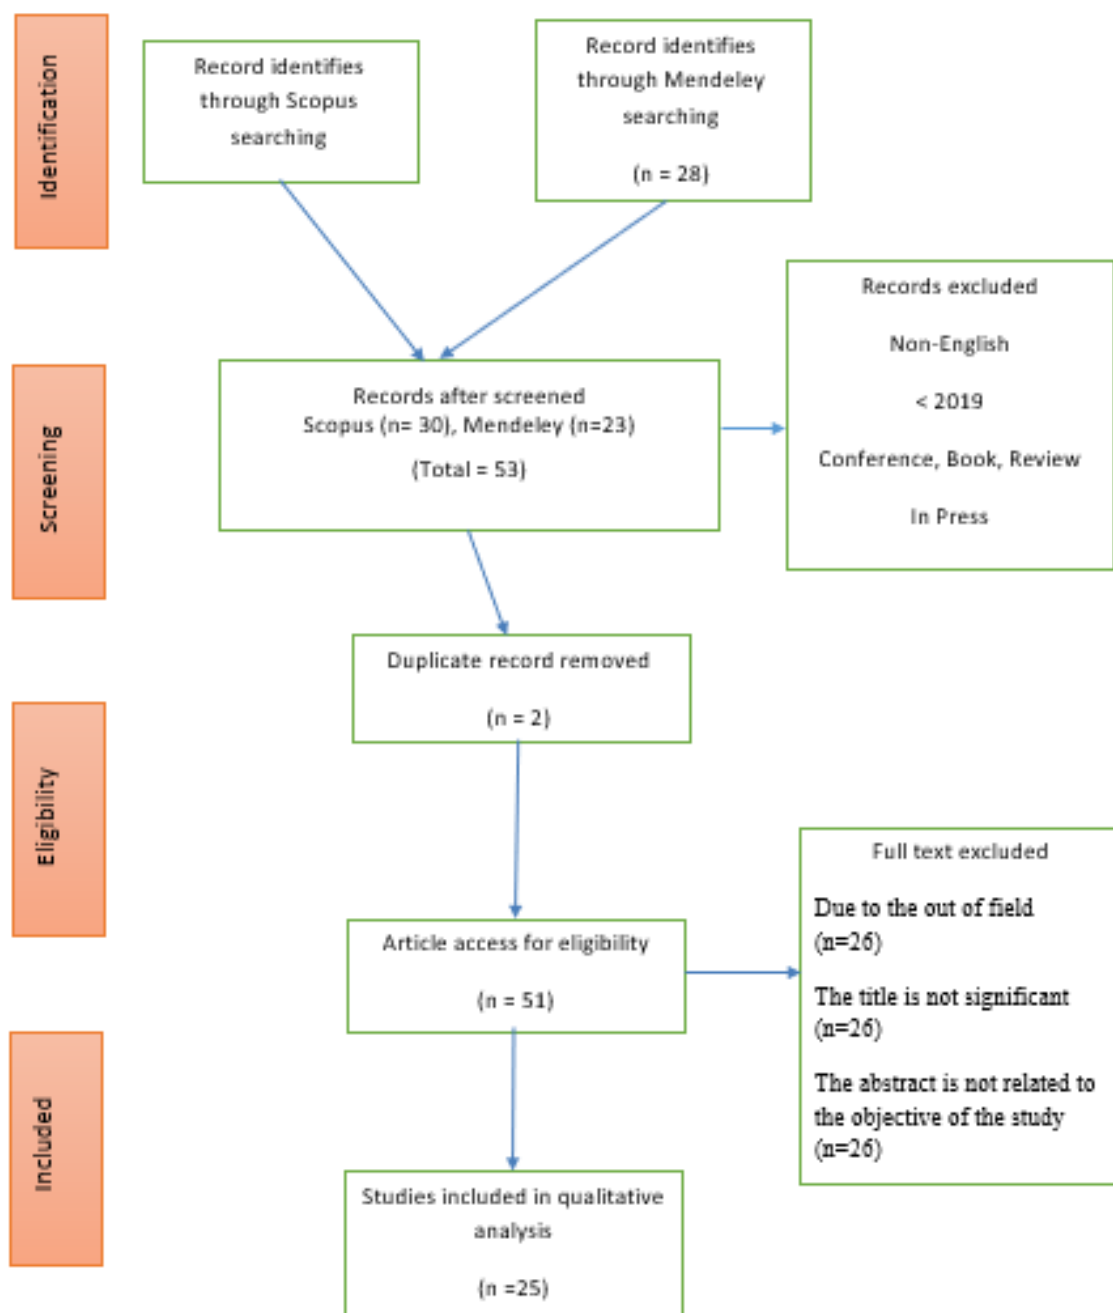 Identification
Record identifies
through Scopus
searching
Record identifies
through Mendeley
searching
(n = 28)
Records excluded
Non-English
< 2019
Conference, Book, Review
In Press
Screening
Records after screened
Scopus (n= 30), Mendeley (n=23)
(Total = 53)
Duplicate record removed
(n = 2)
Eligibility
Article access for eligibility
(n = 51)
Full text excluded
Due to the out of field
(n=26)
The title is not significant
(n=26)
The abstract is not related to
the objective of the study
(n=26)
Included
Studies included in qualitative
analysis
(n =25)